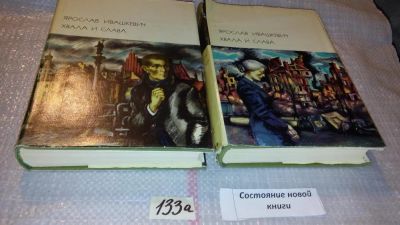 ЯРОСЛАВ ИВАШКЕВИЧ
ХВАЛА И СЛАВА
ЯРОСЛАВ ИВАШКЕВИЧ
ХВАЛА И СЛАВА
133а
Состояние новой
книги